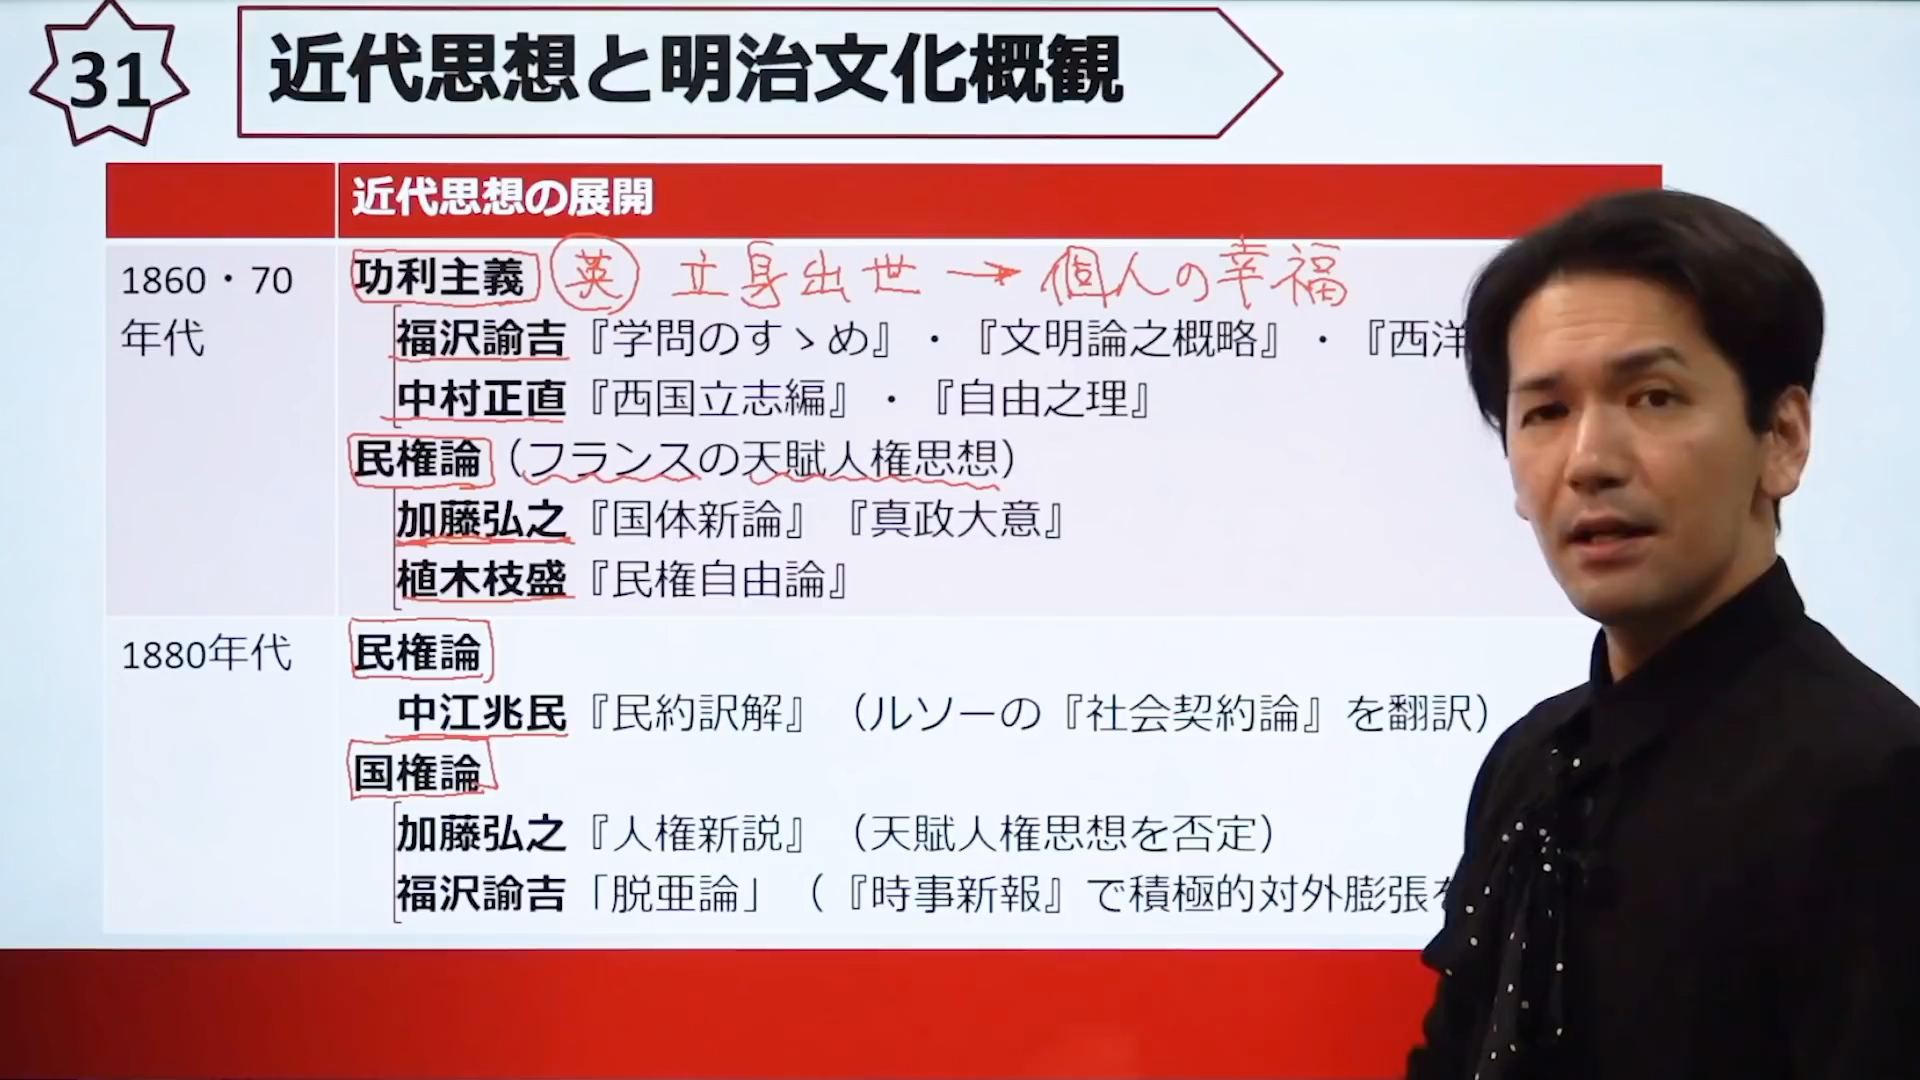 31
近代思想と明治文化概観
近代思想の展開
1860・70
年代
功利主義 英 立身出世 → 個人の幸福
福沢諭吉『学問のすゝめ』・『文明論之概略』・『西洋
中村正直『西国立志編』・『自由之理』
民権論（フランスの天賦人権思想）
加藤弘之『国体新論』『真政大意』
植木枝盛『民権自由論』
1880年代
民権論
中江兆民『民約訳解』（ルソーの『社会契約論』を翻訳）
国権論
加藤弘之『人権新説』（天賦人権思想を否定）
福沢諭吉「脱亜論」（『時事新報』で積極的対外膨張